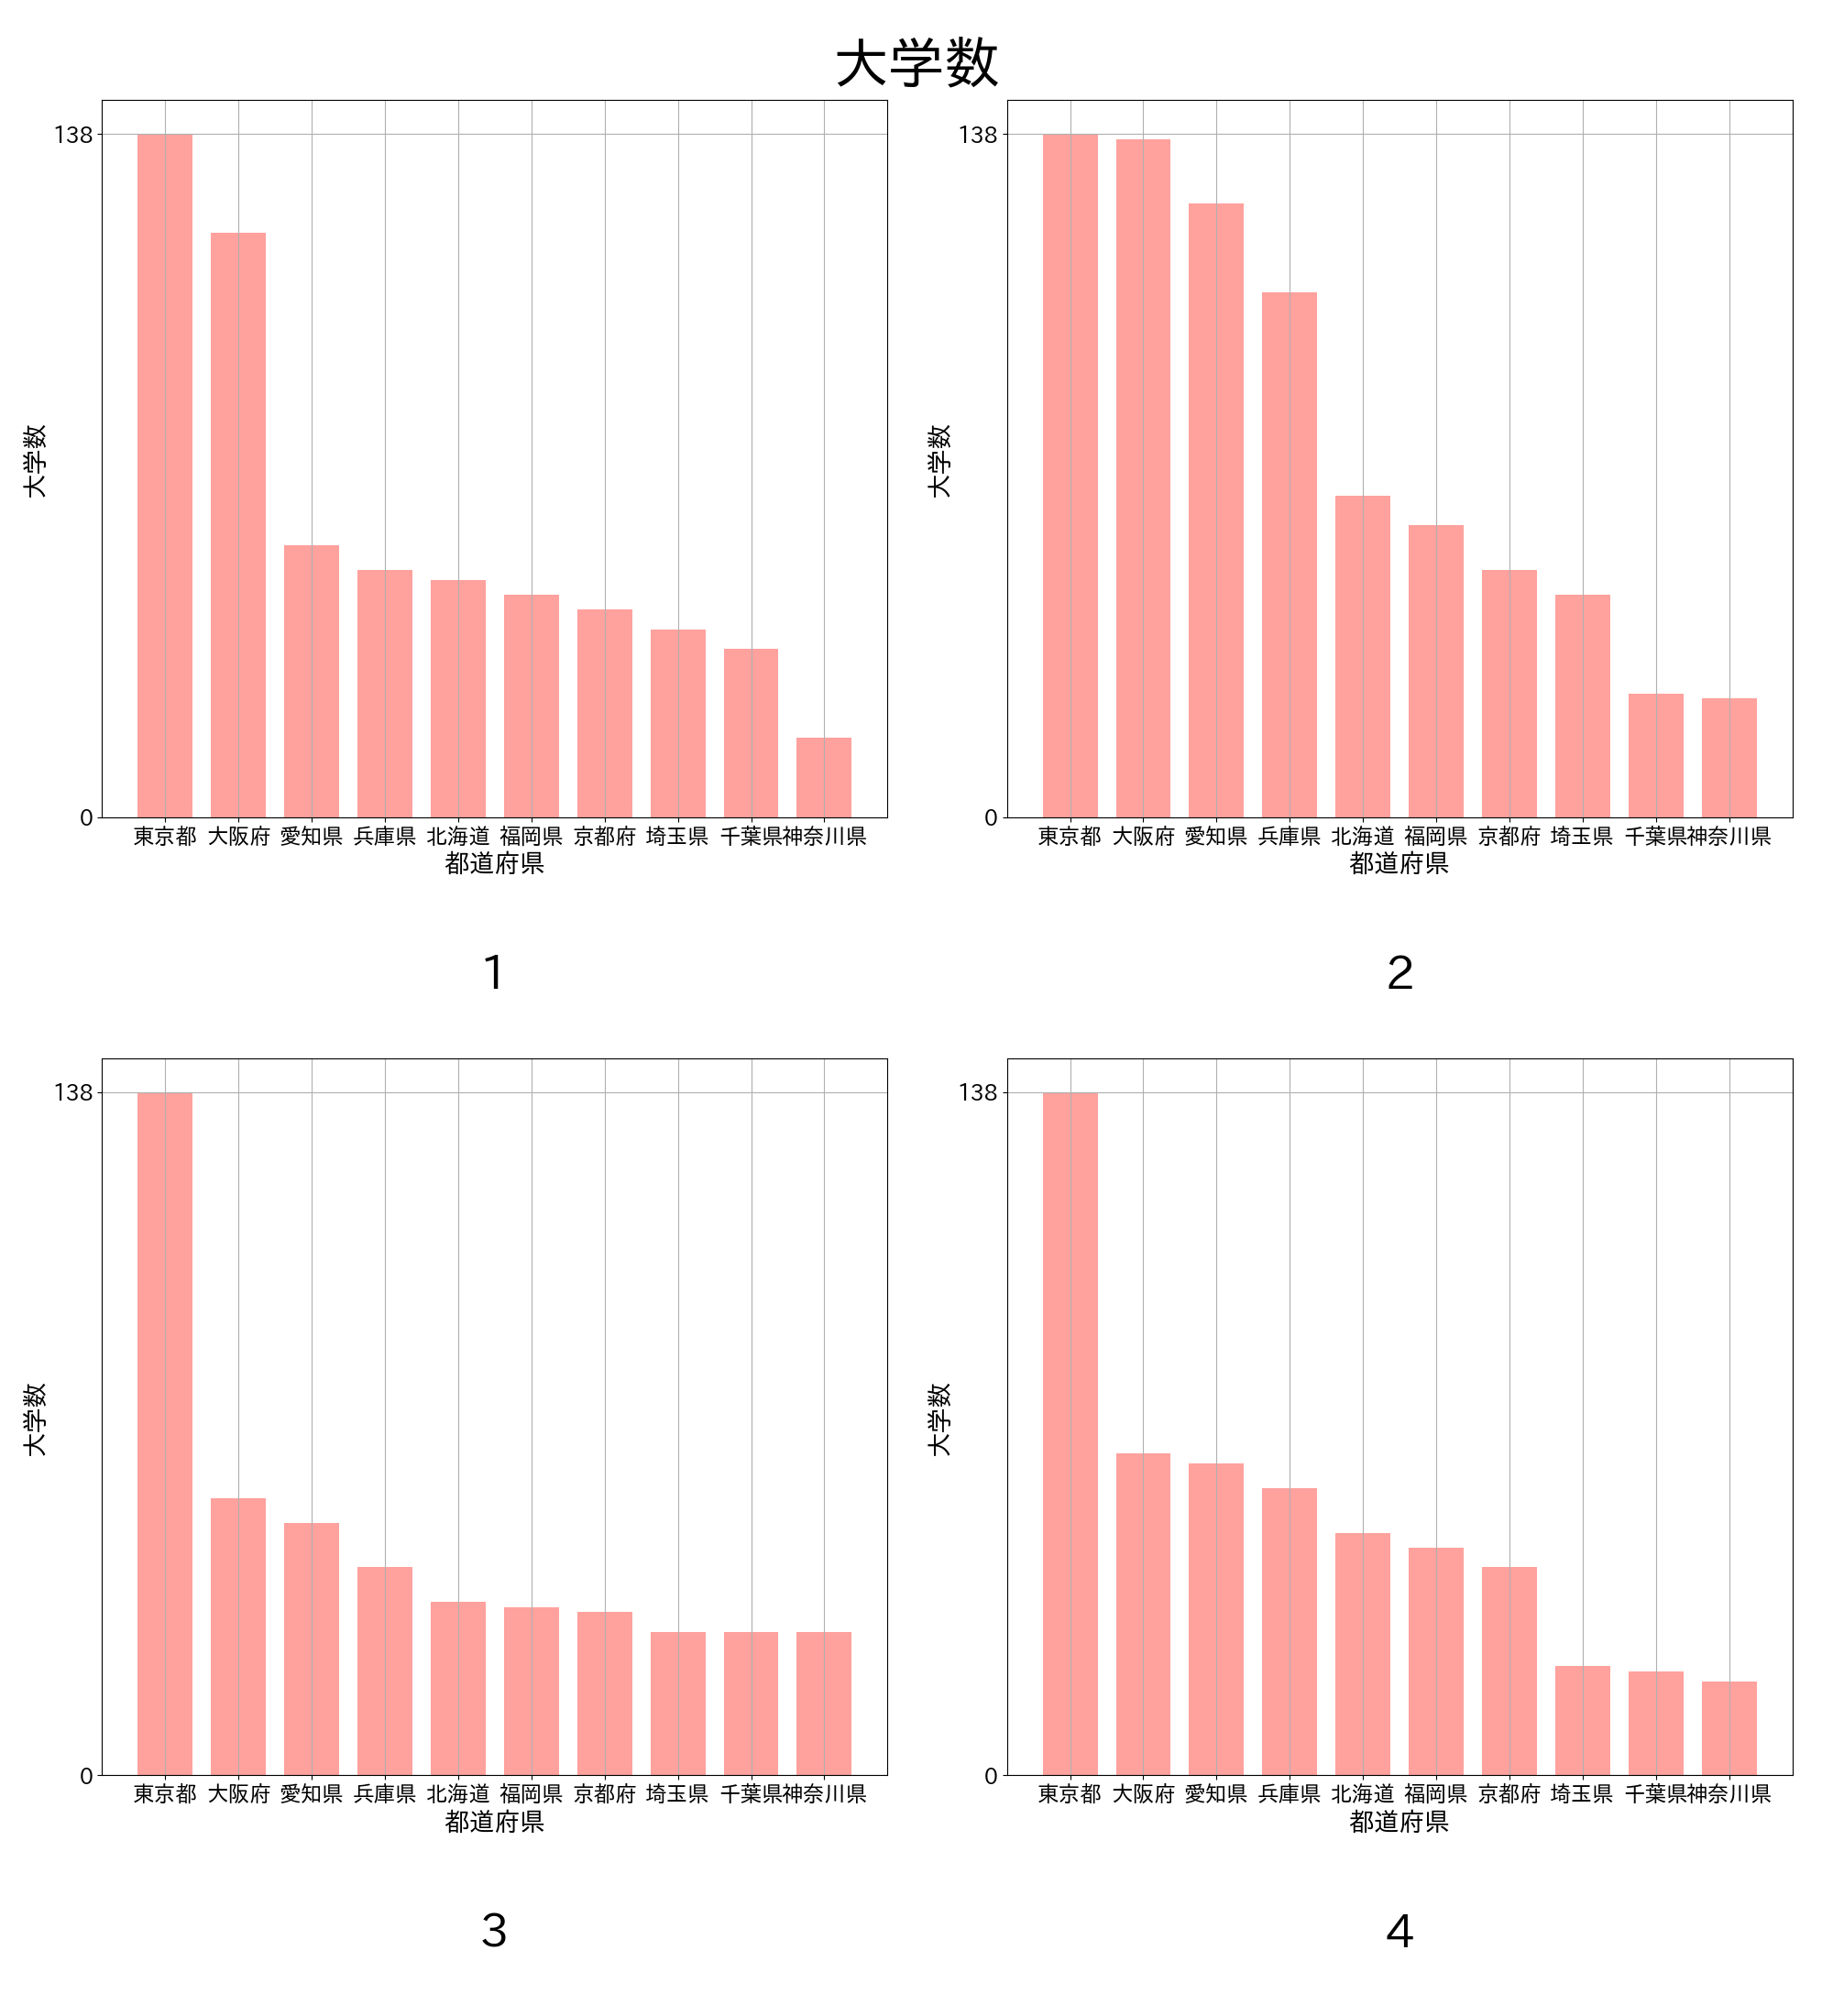 大学数
138
0
大学数
東京都 大阪府 愛知県 兵庫県 北海道 福岡県 京都府 埼玉県 千葉県 神奈川県
都道府県
1
138
0
大学数
東京都 大阪府 愛知県 兵庫県 北海道 福岡県 京都府 埼玉県 千葉県 神奈川県
都道府県
2
138
0
大学数
東京都 大阪府 愛知県 兵庫県 北海道 福岡県 京都府 埼玉県 千葉県 神奈川県
都道府県
3
138
0
大学数
東京都 大阪府 愛知県 兵庫県 北海道 福岡県 京都府 埼玉県 千葉県 神奈川県
都道府県
4